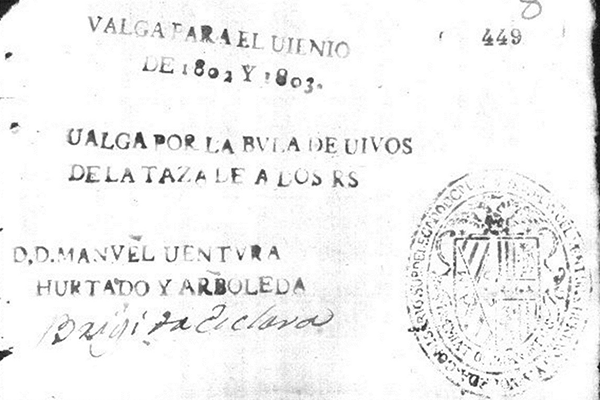 8
449
VALGA PARA EL UIENIO
DE 1802 Y 1803.
UALGA POR LA BVLA DE UIVOS
DE LA TAZA DE A DOS RS
D,D.MANVEL UENTVRA
HURTADO Y ARBOLEDA
Brigida Esclava